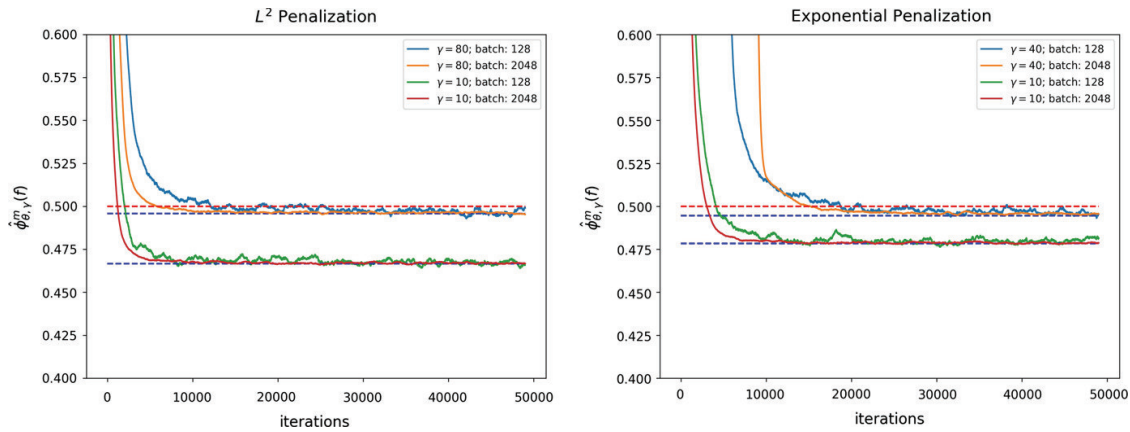 L² Penalization
0.600
0.575
0.550
0.525
0.500
0.475
0.450
0.425
0.400
0
10000
20000
30000
40000
50000
iterations
ϕ̂ᵐ_θ,γ(f)
γ = 80; batch: 128
γ = 80; batch: 2048
γ = 10; batch: 128
γ = 10; batch: 2048
Exponential Penalization
0.600
0.575
0.550
0.525
0.500
0.475
0.450
0.425
0.400
0
10000
20000
30000
40000
50000
iterations
ϕ̂ᵐ_θ,γ(f)
γ = 40; batch: 128
γ = 40; batch: 2048
γ = 10; batch: 128
γ = 10; batch: 2048